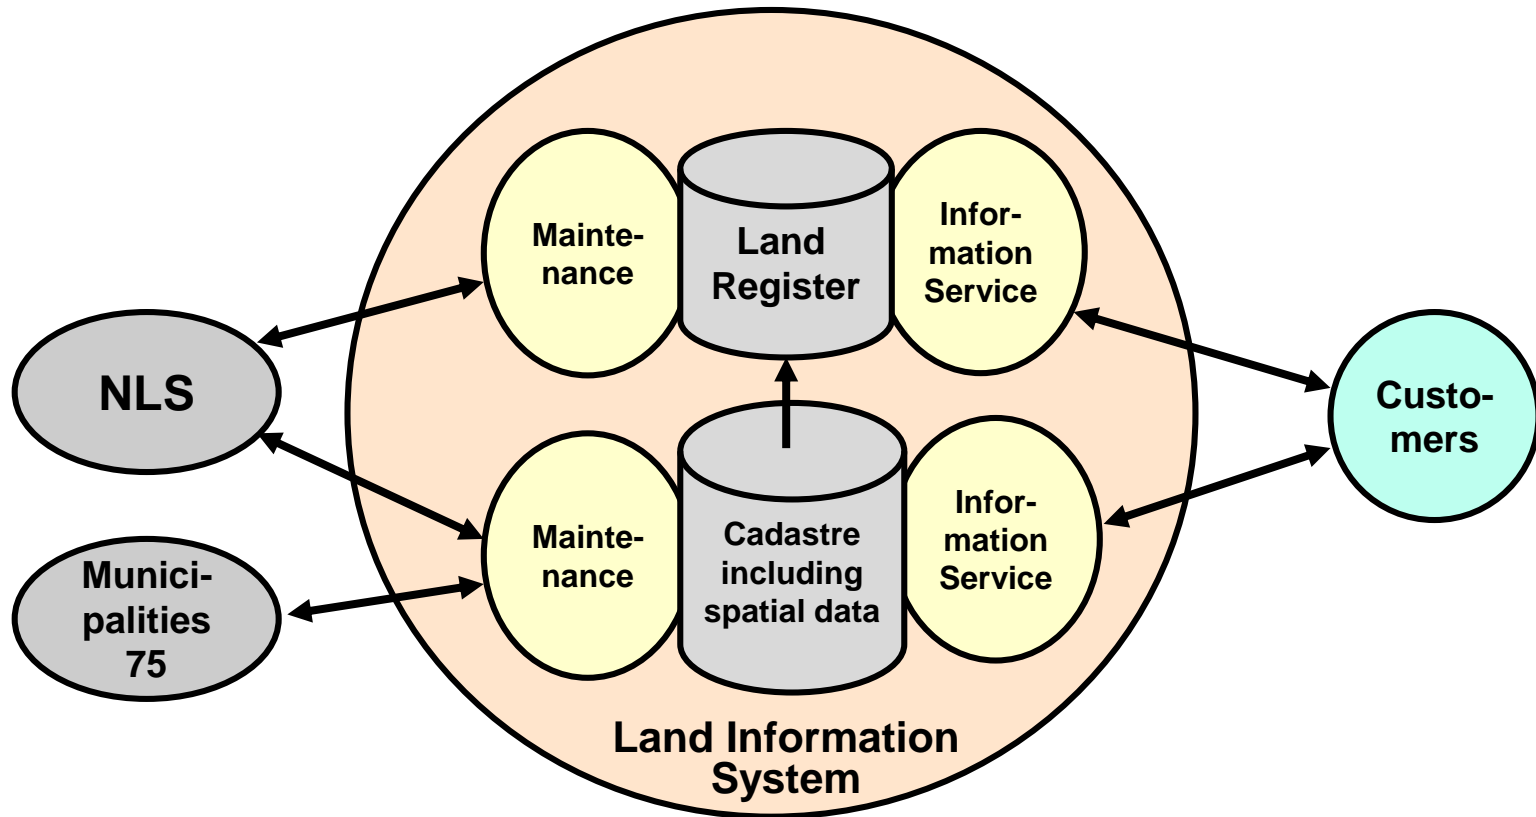 Mainte-
nance
Land
Register
Infor-
mation
Service
NLS
Custo-
mers
Mainte-
nance
Cadastre
including
spatial data
Infor-
mation
Service
Munici-
palities
75
Land Information
System